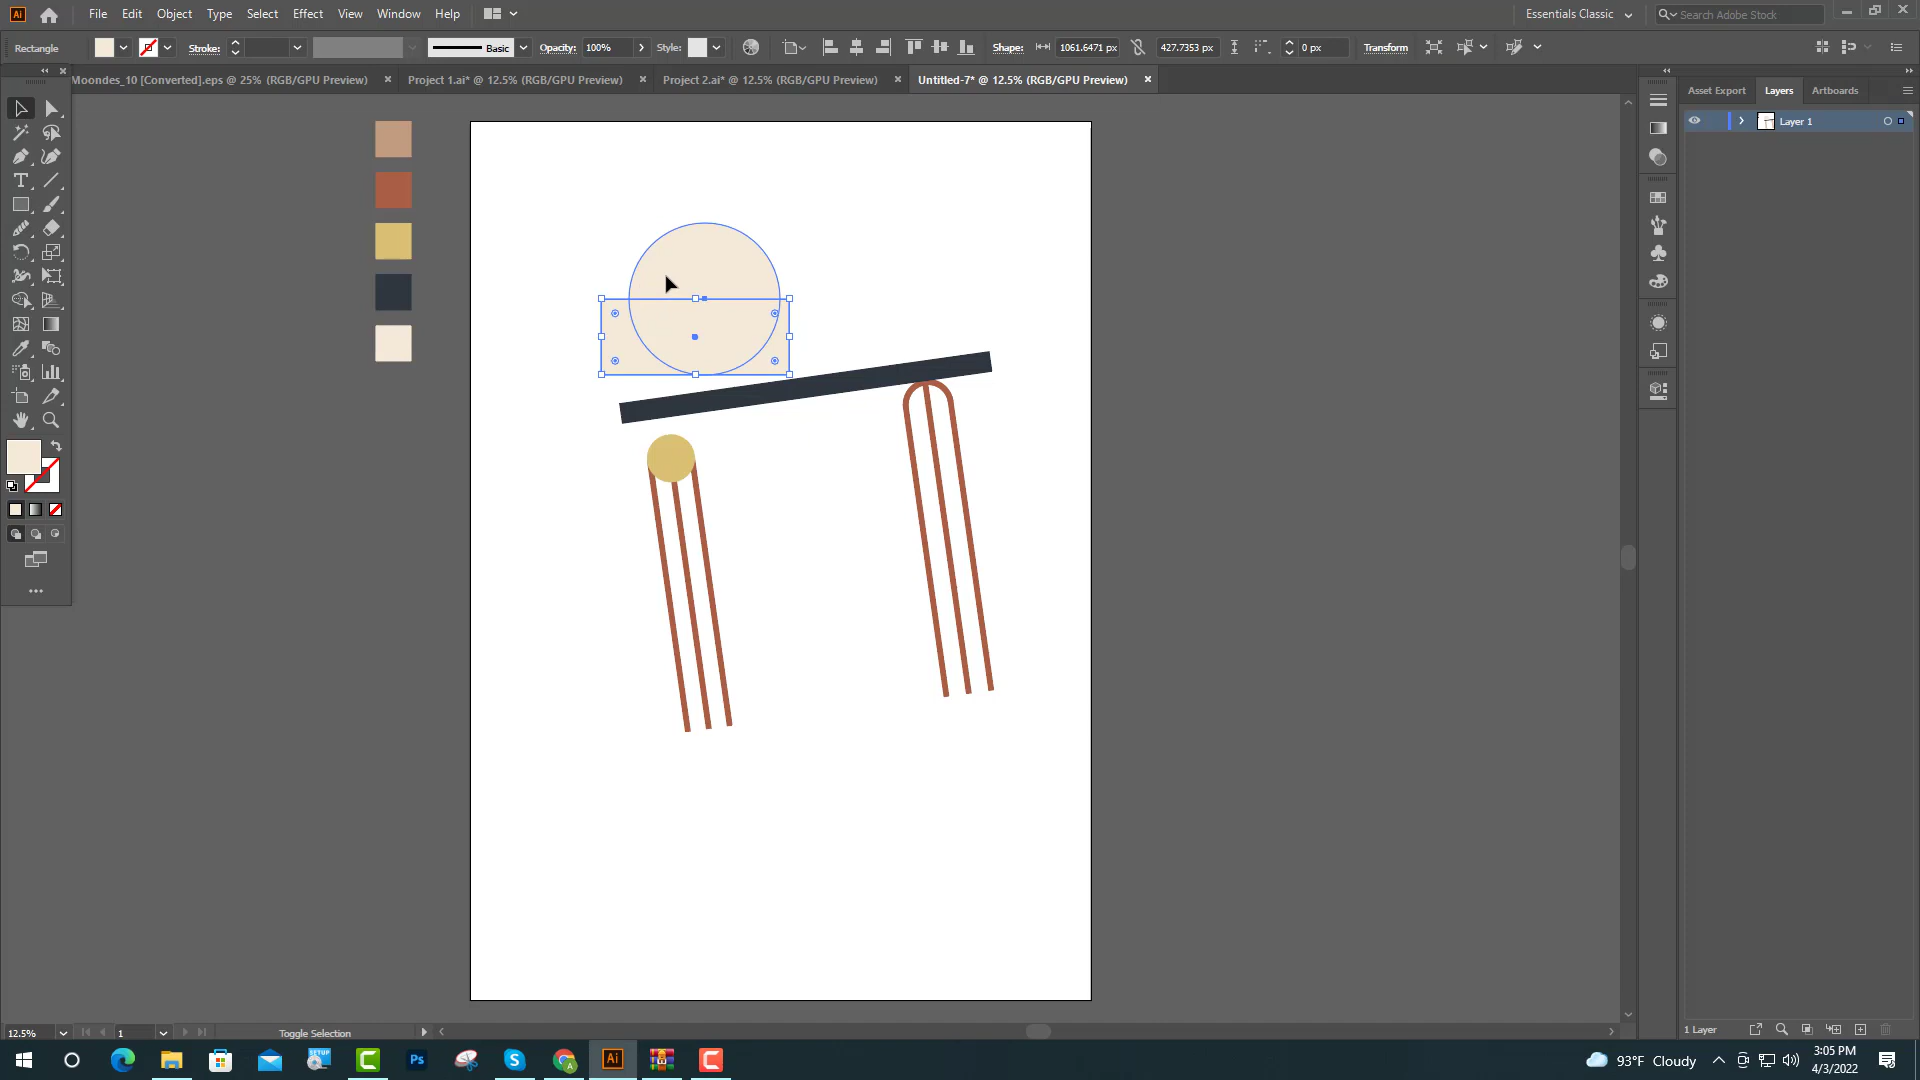 Ai File Edit Object Type Select Effect View Window Help Essentials Classic Search Adobe Stock
Rectangle Stroke: Basic Opacity: 100% Style: Shape: 1061.6471 px 427.7353 px 0 px Transform
Moondes_10 [Converted].eps @ 25% (RGB/GPU Preview) × Project 1.ai* @ 12.5% (RGB/GPU Preview) × Project 2.ai* @ 12.5% (RGB/GPU Preview) × Untitled-7* @ 12.5% (RGB/GPU Preview) ×
Asset Export Layers Artboards
Layer 1
12.5% 1 Toggle Selection
1 Layer
SETUP Ps Ai 93°F Cloudy
3:05 PM
4/3/2022